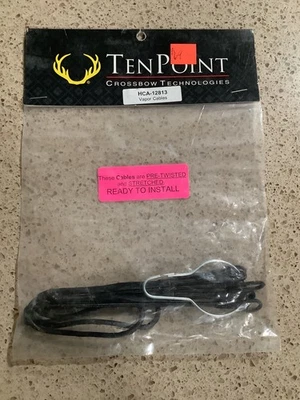 TENPOINT
CROSSBOW TECHNOLOGIES
HCA-12813
Vapor Cables
These Cables are PRE-TWISTED
and STRETCHED.
READY TO INSTALL